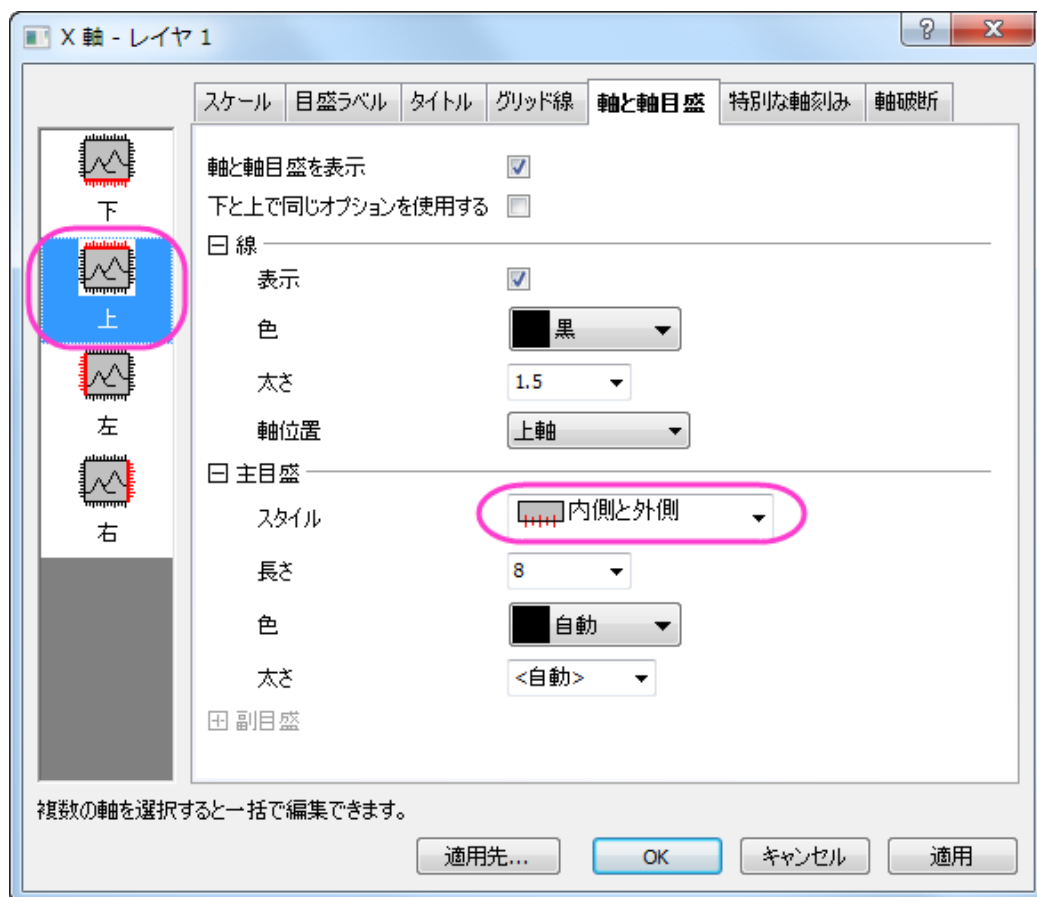 X 軸 - レイヤ 1
スケール 目盛ラベル タイトル グリッド線 軸と軸目盛 特別な軸刻み 軸破断
下
上
左
右
軸と軸目盛を表示
下と上で同じオプションを使用する
線
表示
色 黒
太さ 1.5
軸位置 上軸
主目盛
スタイル 内側と外側
長さ 8
色 自動
太さ <自動>
副目盛
複数の軸を選択すると一括で編集できます。
適用先... OK キャンセル 適用